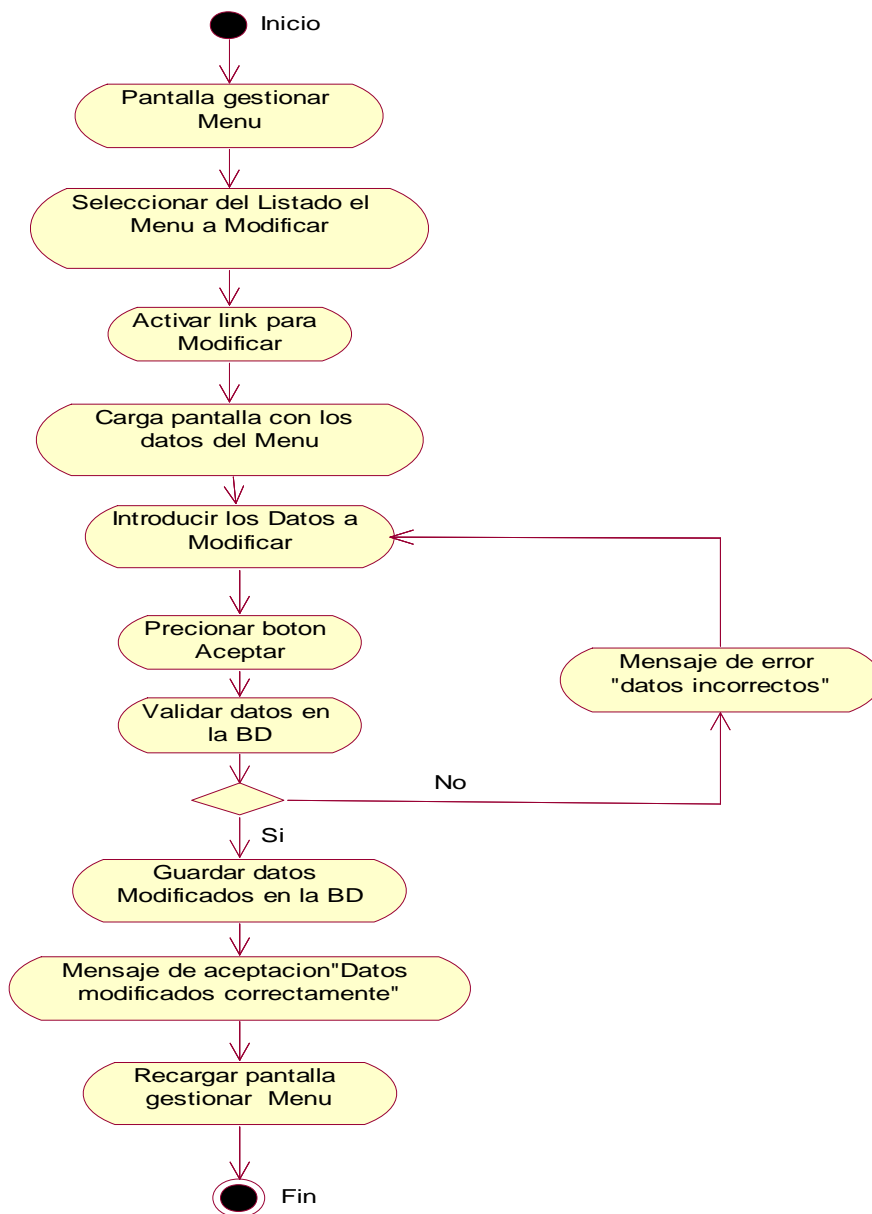 Inicio
Pantalla gestionar
Menu
Seleccionar del Listado el
Menu a Modificar
Activar link para
Modificar
Carga pantalla con los
datos del Menu
Introducir los Datos a
Modificar
Precionar boton
Aceptar
Mensaje de error
"datos incorrectos"
Validar datos en
la BD
No
Si
Guardar datos
Modificados en la BD
Mensaje de aceptacion"Datos
modificados correctamente"
Recargar pantalla
gestionar Menu
Fin